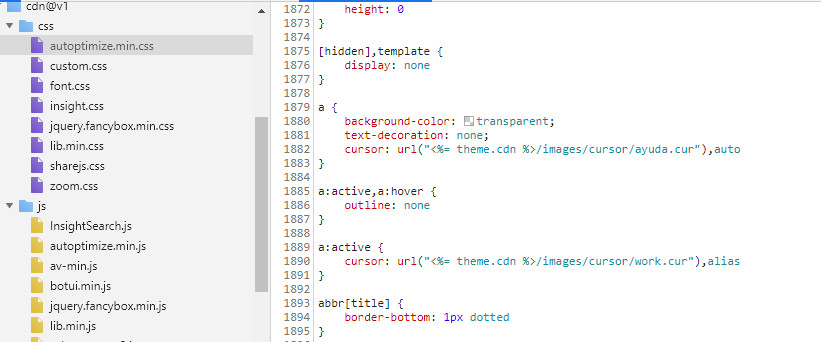 cdn@v1
css
autoptimize.min.css
custom.css
font.css
insight.css
jquery.fancybox.min.css
lib.min.css
sharejs.css
zoom.css
js
InsightSearch.js
autoptimize.min.js
av-min.js
botui.min.js
jquery.fancybox.min.js
lib.min.js
1872 height: 0
1873 }
1874
1875 [hidden],template {
1876 display: none
1877 }
1878
1879 a {
1880 background-color: transparent;
1881 text-decoration: none;
1882 cursor: url("<%= theme.cdn %>/images/cursor/ayuda.cur"),auto
1883 }
1884
1885 a:active,a:hover {
1886 outline: none
1887 }
1888
1889 a:active {
1890 cursor: url("<%= theme.cdn %>/images/cursor/work.cur"),alias
1891 }
1892
1893 abbr[title] {
1894 border-bottom: 1px dotted
1895 }